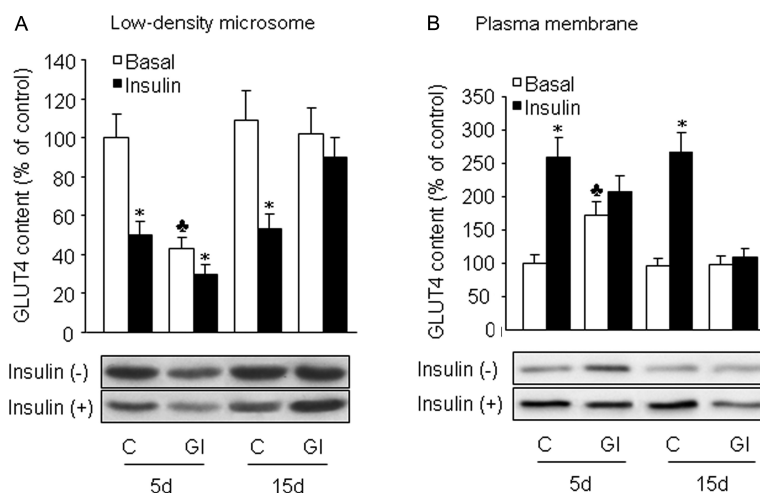 A Low-density microsome
GLUT4 content (% of control)
140
120
100
80
60
40
20
0
Basal
Insulin
*
♣
*
*
Insulin (-)
Insulin (+)
C GI C GI
5d 15d
B Plasma membrane
GLUT4 content (% of control)
350
300
250
200
150
100
50
0
Basal
Insulin
*
♣
*
Insulin (-)
Insulin (+)
C GI C GI
5d 15d